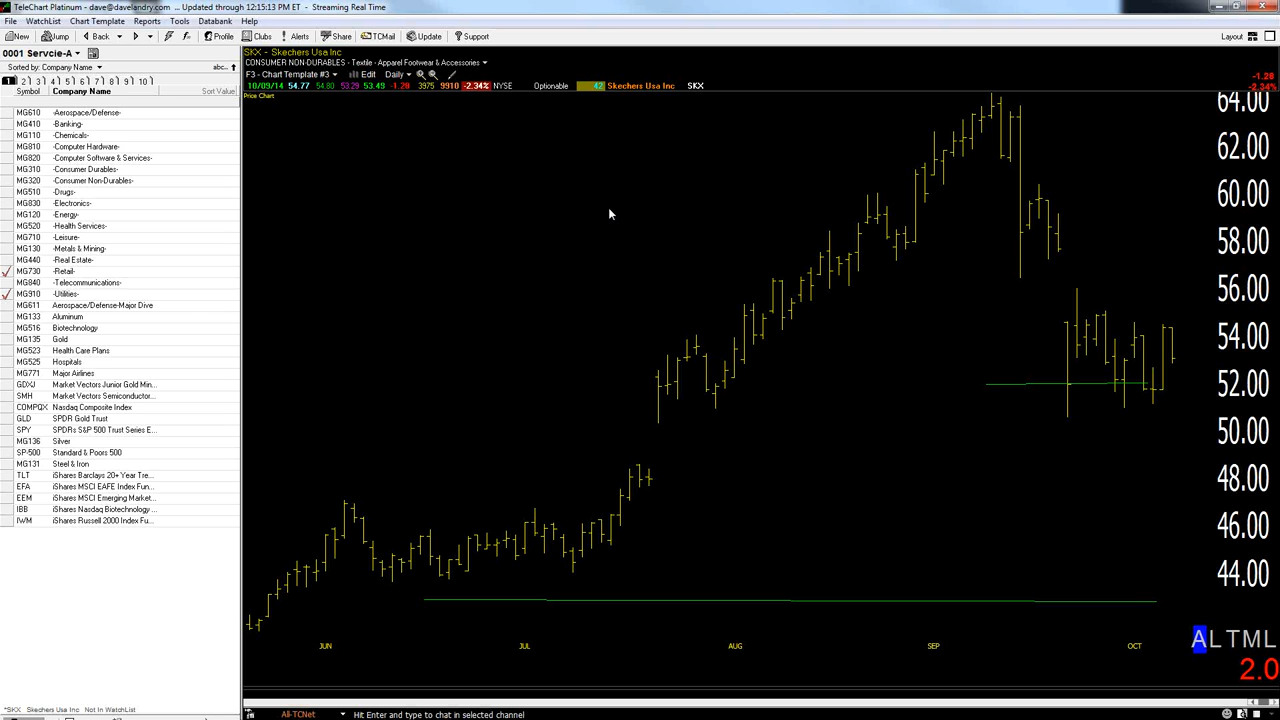 TeleChart Platinum - dave@davelandry.com ... Updated through 12:15:13 PM ET - Streaming Real Time
File WatchList Chart Template Reports Tools Databank Help
New Jump Back Profile Clubs Alerts Share TCMail Update Support Layout
0001 Servcie-A
Sorted by: Company Name abc...
1 2 3 4 5 6 7 8 9 10
Symbol Company Name Sort Value
MG610 -Aerospace/Defense-
MG410 -Banking-
MG110 -Chemicals-
MG810 -Computer Hardware-
MG820 -Computer Software & Services-
MG310 -Consumer Durables-
MG320 -Consumer Non-Durables-
MG510 -Drugs-
MG830 -Electronics-
MG120 -Energy-
MG520 -Health Services-
MG710 -Leisure-
MG130 -Metals & Mining-
MG440 -Real Estate-
MG730 -Retail-
MG840 -Telecommunications-
MG910 -Utilities-
MG611 Aerospace/Defense-Major Dive
MG133 Aluminum
MG516 Biotechnology
MG135 Gold
MG523 Health Care Plans
MG525 Hospitals
MG771 Major Airlines
GDXJ Market Vectors Junior Gold Min...
SMH Market Vectors Semiconductor...
COMPQX Nasdaq Composite Index
GLD SPDR Gold Trust
SPY SPDRs S&P 500 Trust Series E...
MG136 Silver
SP-500 Standard & Poors 500
MG131 Steel & Iron
TLT iShares Barclays 20+ Year Tre...
EFA iShares MSCI EAFE Index Fun...
EEM iShares MSCI Emerging Market...
IBB iShares Nasdaq Biotechnology...
IWM iShares Russell 2000 Index Fu...
*SKX Skechers Usa Inc Not In WatchList
SKX - Skechers Usa Inc
CONSUMER NON-DURABLES - Textile - Apparel Footwear & Accessories
F3 - Chart Template #3 Edit Daily
10/09/14 54.77 54.80 53.29 53.49 -1.28 3975 9910 -2.34% NYSE Optionable 42 Skechers Usa Inc SKX
-1.28
-2.34%
Price Chart
64.00
62.00
60.00
58.00
56.00
54.00
52.00
50.00
48.00
46.00
44.00
JUN JUL AUG SEP OCT
ALTML
2.0
All-TCNet Hit Enter and type to chat in selected channel